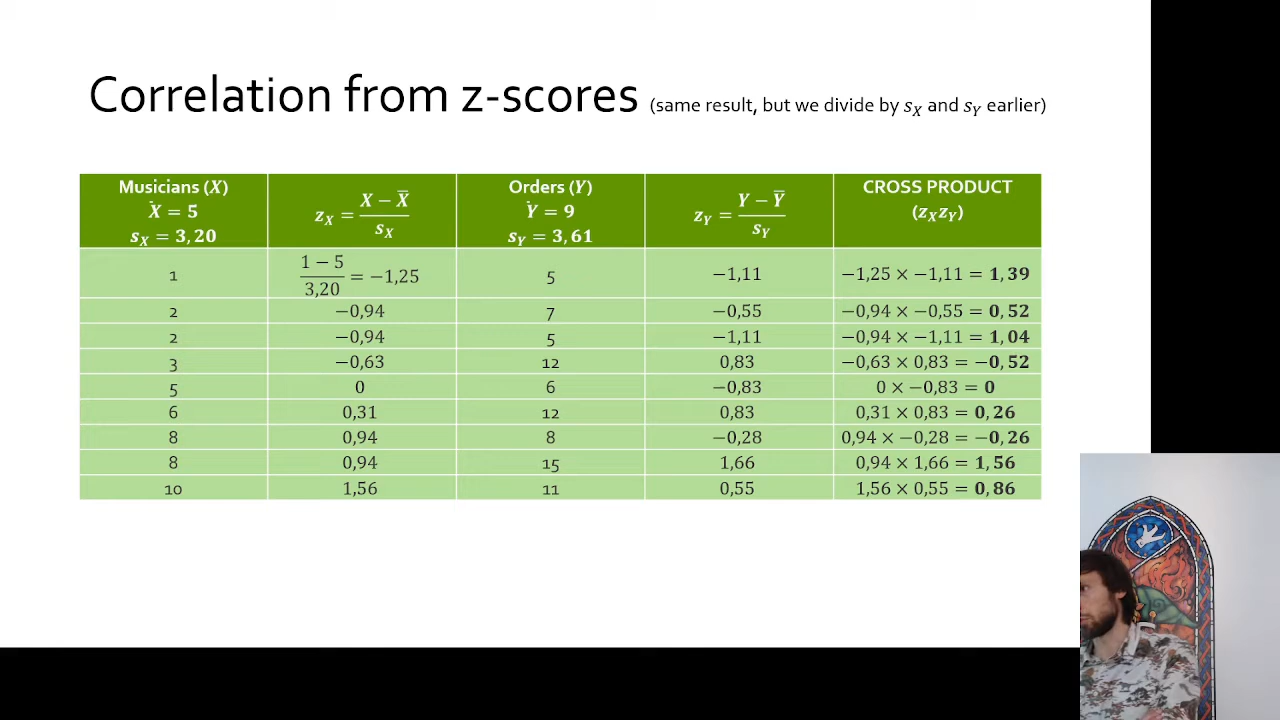 Correlation from z-scores (same result, but we divide by s_X and s_Y earlier)
Musicians (X)
X̄ = 5
s_X = 3,20
z_X = (X − X̄) / s_X
Orders (Y)
Ȳ = 9
s_Y = 3,61
z_Y = (Y − Ȳ) / s_Y
CROSS PRODUCT
(z_X z_Y)
1 (1 − 5) / 3,20 = −1,25 5 −1,11 −1,25 × −1,11 = 1,39
2 −0,94 7 −0,55 −0,94 × −0,55 = 0,52
2 −0,94 5 −1,11 −0,94 × −1,11 = 1,04
3 −0,63 12 0,83 −0,63 × 0,83 = −0,52
5 0 6 −0,83 0 × −0,83 = 0
6 0,31 12 0,83 0,31 × 0,83 = 0,26
8 0,94 8 −0,28 0,94 × −0,28 = −0,26
8 0,94 15 1,66 0,94 × 1,66 = 1,56
10 1,56 11 0,55 1,56 × 0,55 = 0,86